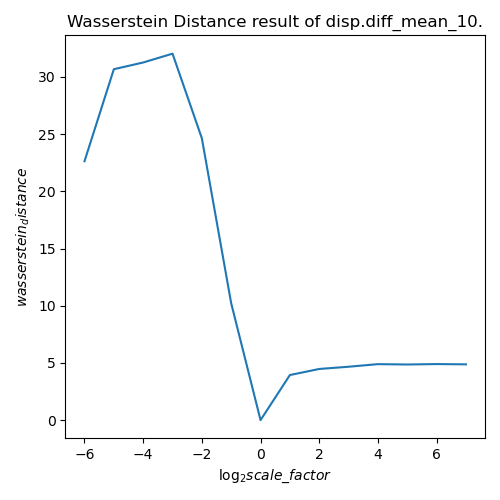 Wasserstein Distance result of disp.diff_mean_10.
30
25
20
15
10
5
0
wasserstein_distance
−6 −4 −2 0 2 4 6
log₂scale_factor